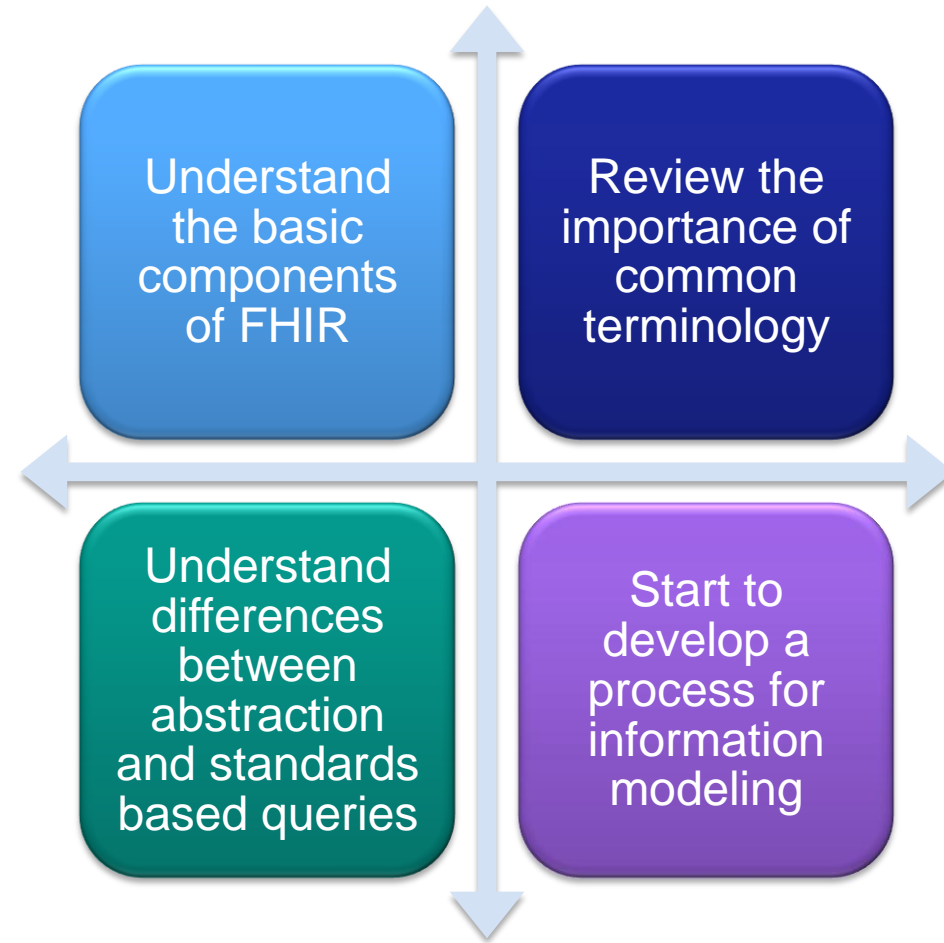 Understand
the basic
components
of FHIR
Review the
importance of
common
terminology
Understand
differences
between
abstraction
and standards
based queries
Start to
develop a
process for
information
modeling